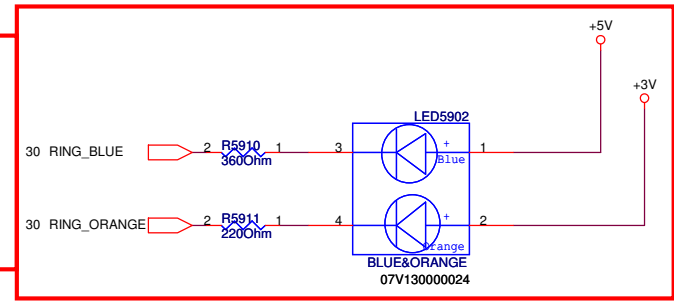 +5V
+3V
LED5902
30 RING_BLUE 2 R5910 1 3 + 1
360Ohm Blue
30 RING_ORANGE 2 R5911 1 4 + 2
220Ohm Orange
BLUE&ORANGE
07V130000024